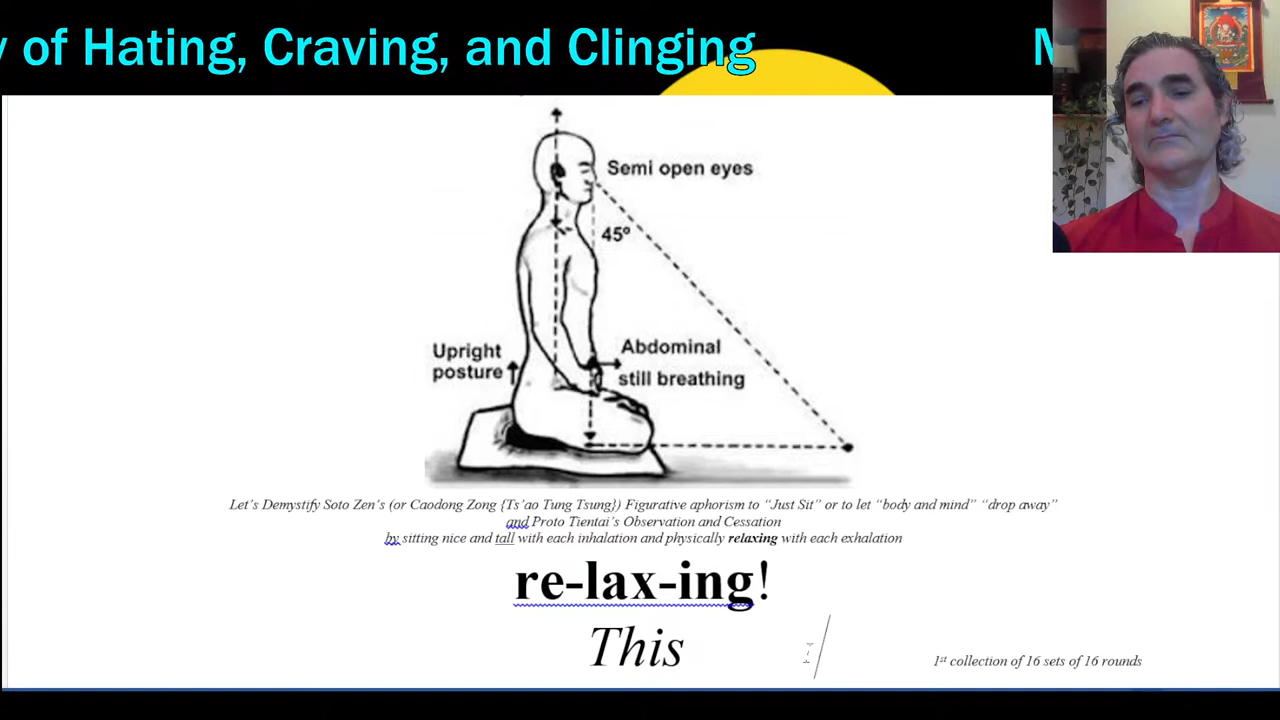 of Hating, Craving, and Clinging
Semi open eyes
45º
Upright
posture
Abdominal
still breathing
Let's Demystify Soto Zen's (or Caodong Zong {Ts'ao Tung Tsung}) Figurative aphorism to “Just Sit” or to let “body and mind” “drop away”
and Proto Tientai's Observation and Cessation
by sitting nice and tall with each inhalation and physically relaxing with each exhalation
re-lax-ing!
This
1st collection of 16 sets of 16 rounds